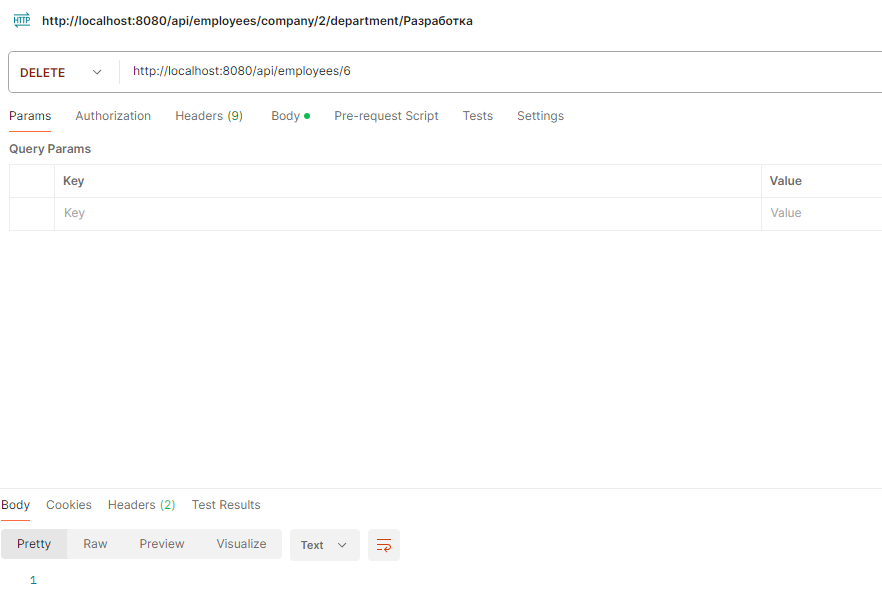 HTTP http://localhost:8080/api/employees/company/2/department/Разработка
DELETE http://localhost:8080/api/employees/6
Params Authorization Headers (9) Body Pre-request Script Tests Settings
Query Params
Key Value
Key Value
Body Cookies Headers (2) Test Results
Pretty Raw Preview Visualize Text
1